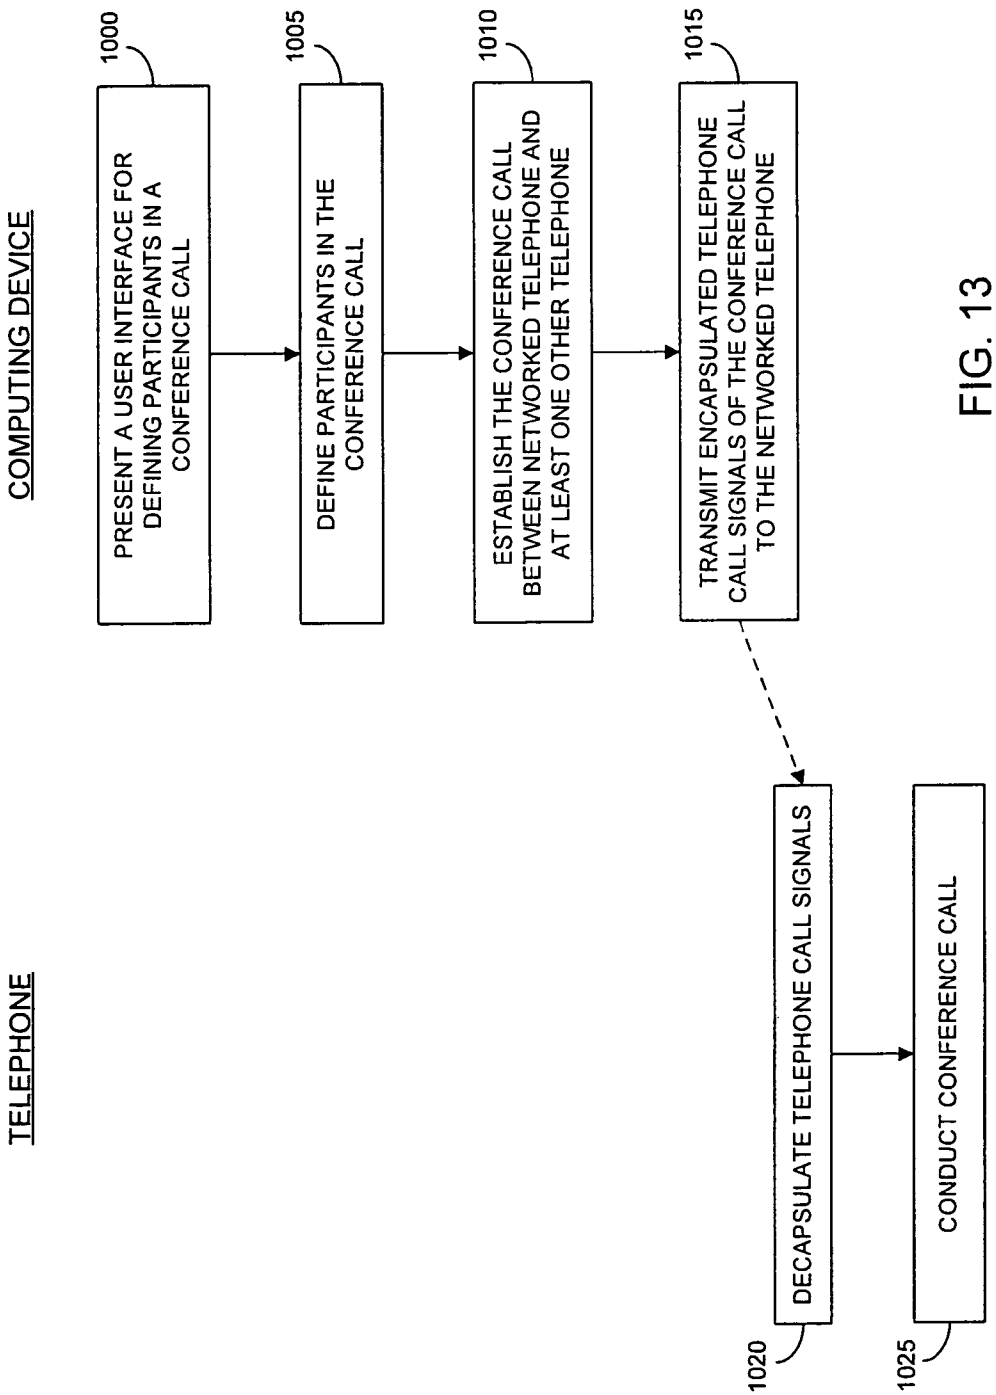 TELEPHONE
COMPUTING DEVICE
1000
PRESENT A USER INTERFACE FOR
DEFINING PARTICIPANTS IN A
CONFERENCE CALL
1005
DEFINE PARTICIPANTS IN THE
CONFERENCE CALL
1010
ESTABLISH THE CONFERENCE CALL
BETWEEN NETWORKED TELEPHONE AND
AT LEAST ONE OTHER TELEPHONE
1015
TRANSMIT ENCAPSULATED TELEPHONE
CALL SIGNALS OF THE CONFERENCE CALL
TO THE NETWORKED TELEPHONE
1020
DECAPSULATE TELEPHONE CALL SIGNALS
1025
CONDUCT CONFERENCE CALL
FIG. 13